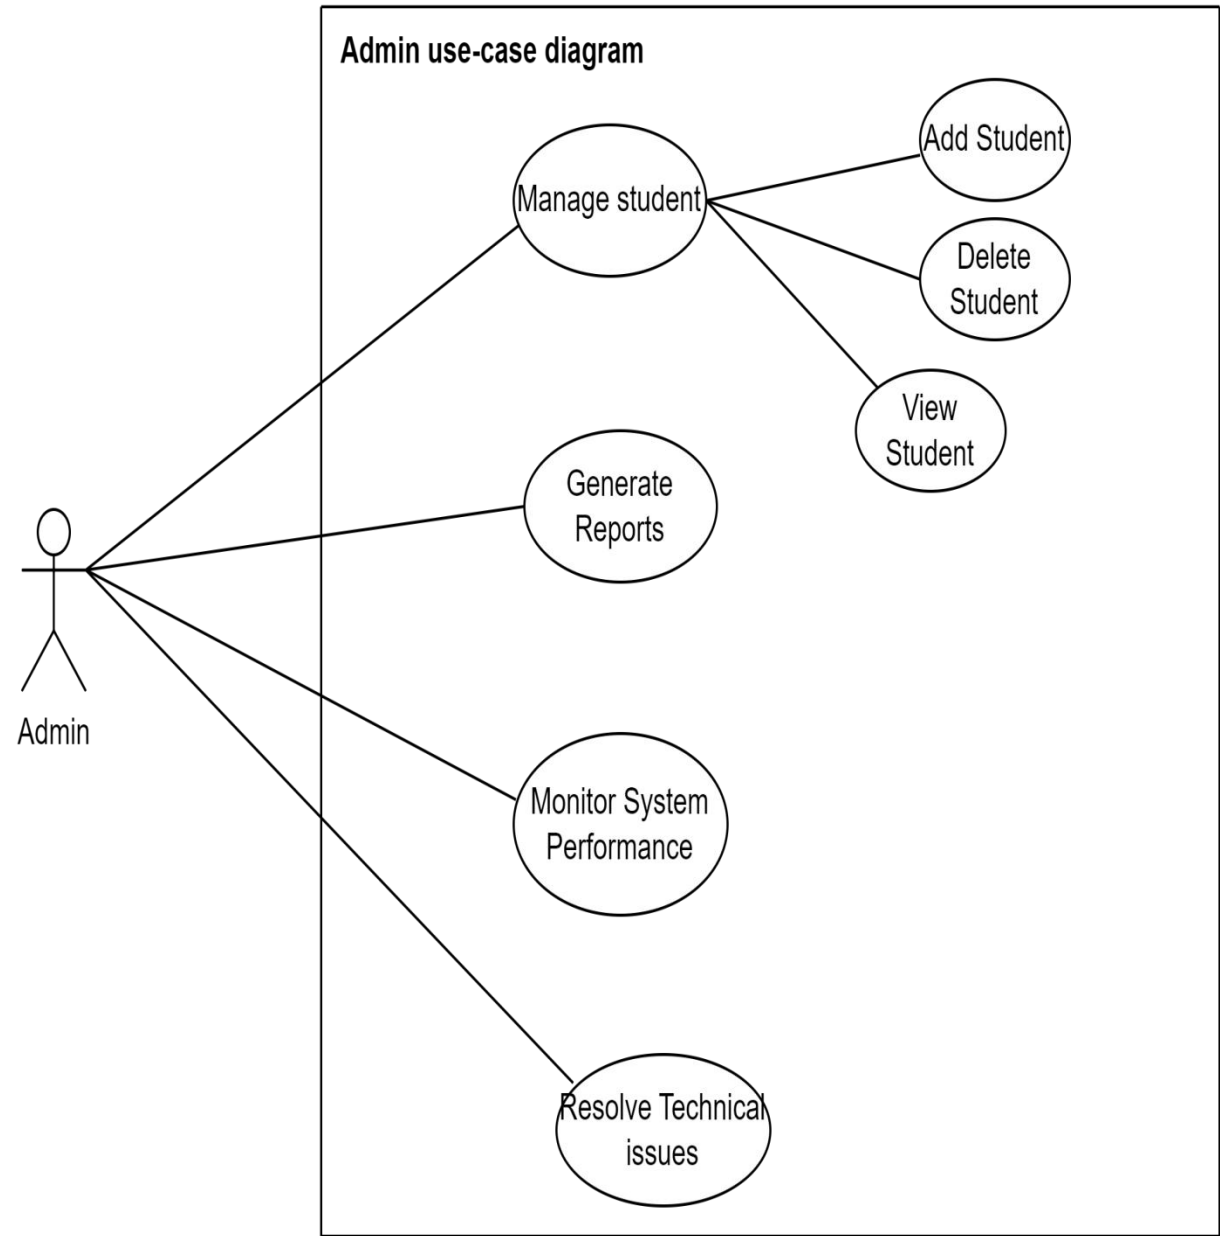 Admin use-case diagram
Add Student
Manage student
Delete
Student
View
Student
Generate
Reports
Admin
Monitor System
Performance
Resolve Technical
issues